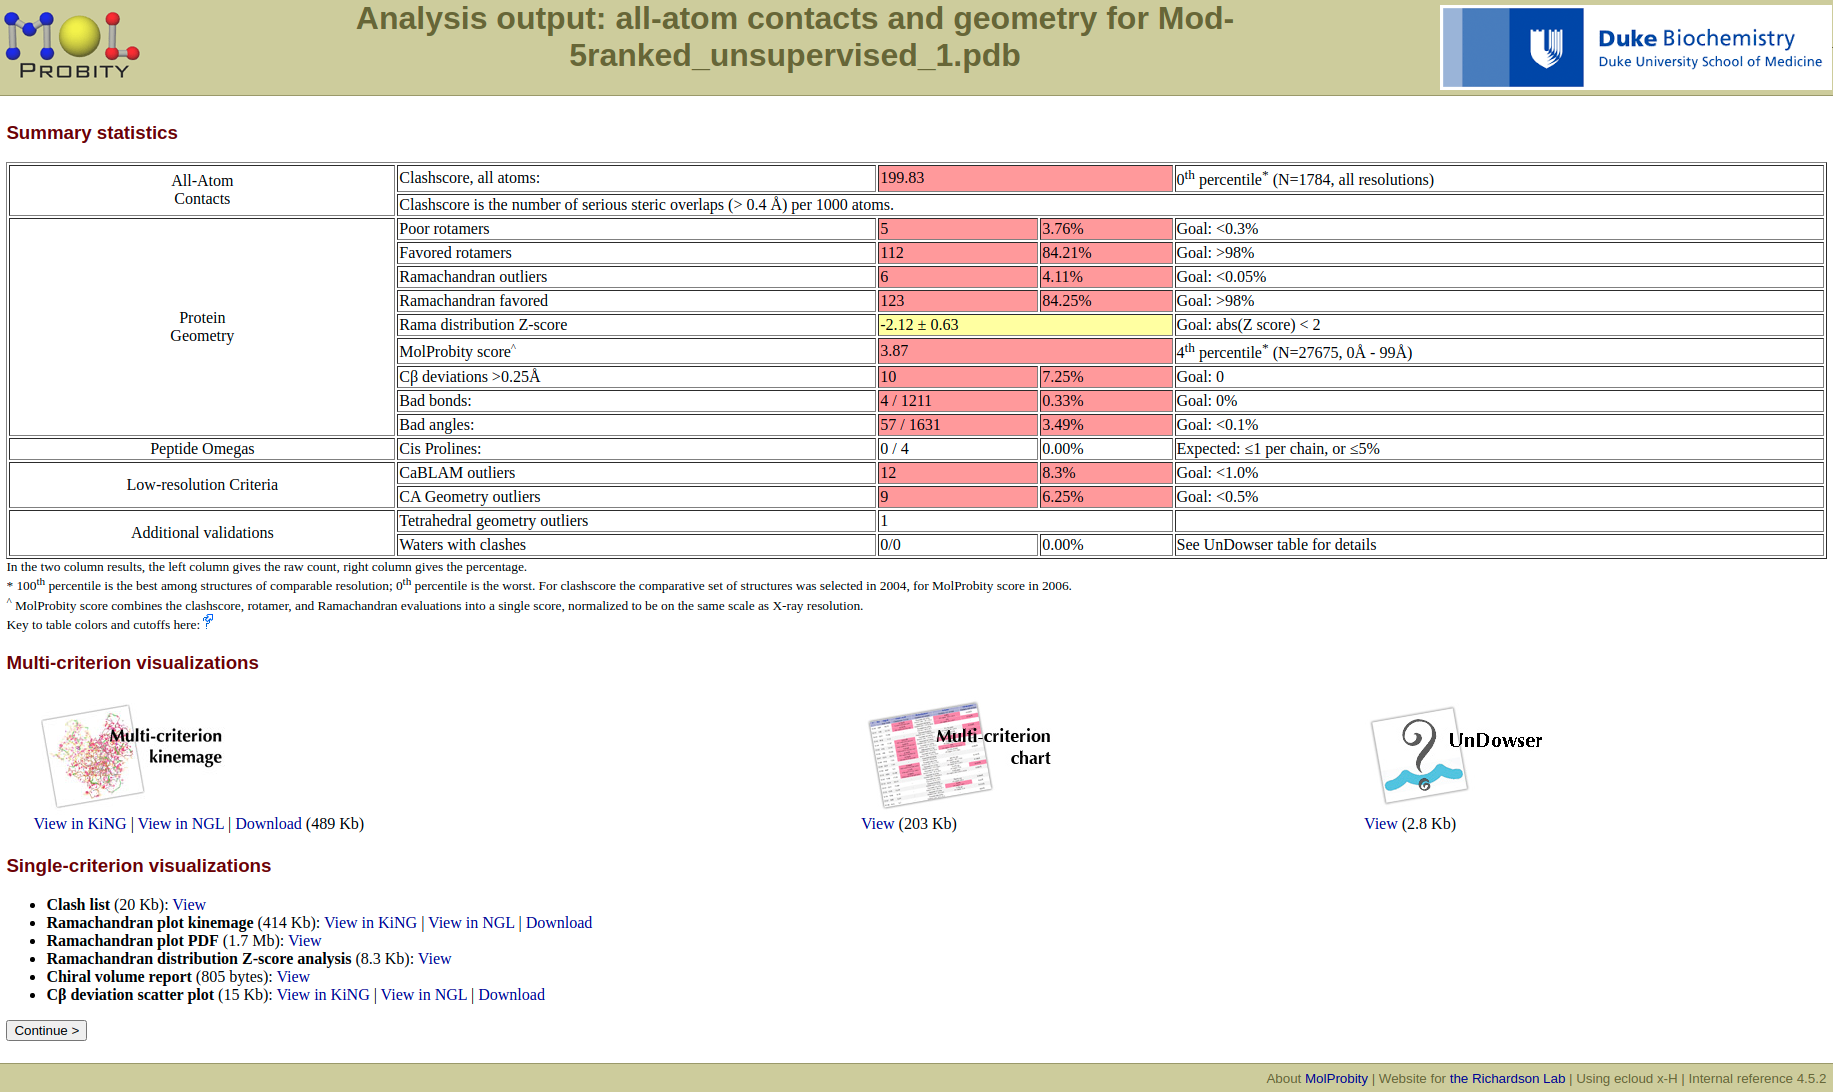 MOL
PROBITY
Analysis output: all-atom contacts and geometry for Mod-
5ranked_unsupervised_1.pdb
Duke Biochemistry
Duke University School of Medicine
Summary statistics
All-Atom
Contacts
Clashscore, all atoms: 199.83 0th percentile* (N=1784, all resolutions)
Clashscore is the number of serious steric overlaps (> 0.4 Å) per 1000 atoms.
Protein
Geometry
Poor rotamers 5 3.76% Goal: <0.3%
Favored rotamers 112 84.21% Goal: >98%
Ramachandran outliers 6 4.11% Goal: <0.05%
Ramachandran favored 123 84.25% Goal: >98%
Rama distribution Z-score -2.12 ± 0.63 Goal: abs(Z score) < 2
MolProbity score^ 3.87 4th percentile* (N=27675, 0Å - 99Å)
Cβ deviations >0.25Å 10 7.25% Goal: 0
Bad bonds: 4 / 1211 0.33% Goal: 0%
Bad angles: 57 / 1631 3.49% Goal: <0.1%
Peptide Omegas Cis Prolines: 0 / 4 0.00% Expected: ≤1 per chain, or ≤5%
Low-resolution Criteria
CaBLAM outliers 12 8.3% Goal: <1.0%
CA Geometry outliers 9 6.25% Goal: <0.5%
Additional validations
Tetrahedral geometry outliers 1
Waters with clashes 0/0 0.00% See UnDowser table for details
In the two column results, the left column gives the raw count, right column gives the percentage.
* 100th percentile is the best among structures of comparable resolution; 0th percentile is the worst. For clashscore the comparative set of structures was selected in 2004, for MolProbity score in 2006.
^ MolProbity score combines the clashscore, rotamer, and Ramachandran evaluations into a single score, normalized to be on the same scale as X-ray resolution.
Key to table colors and cutoffs here:
Multi-criterion visualizations
Multi-criterion
kinemage
Multi-criterion
chart
UnDowser
View in KiNG | View in NGL | Download (489 Kb)
View (203 Kb)
View (2.8 Kb)
Single-criterion visualizations
• Clash list (20 Kb): View
• Ramachandran plot kinemage (414 Kb): View in KiNG | View in NGL | Download
• Ramachandran plot PDF (1.7 Mb): View
• Ramachandran distribution Z-score analysis (8.3 Kb): View
• Chiral volume report (805 bytes): View
• Cβ deviation scatter plot (15 Kb): View in KiNG | View in NGL | Download
Continue >
About MolProbity | Website for the Richardson Lab | Using ecloud x-H | Internal reference 4.5.2